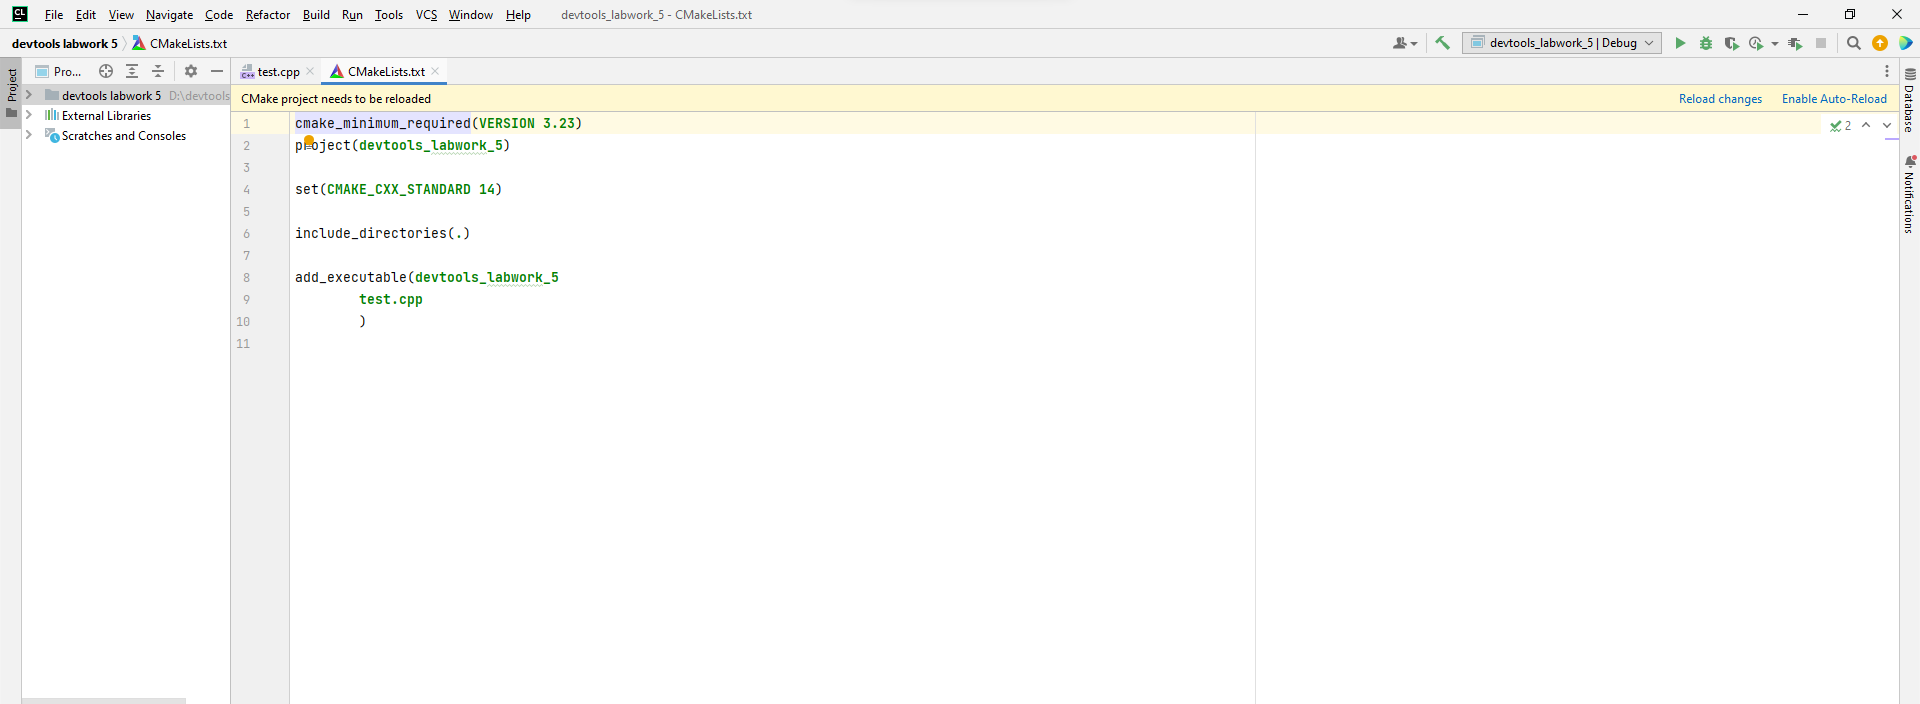 CL File Edit View Navigate Code Refactor Build Run Tools VCS Window Help devtools_labwork_5 - CMakeLists.txt
devtools labwork 5 CMakeLists.txt devtools_labwork_5 | Debug
Project
Pro... test.cpp CMakeLists.txt
devtools labwork 5 D:\devtools
External Libraries
Scratches and Consoles
CMake project needs to be reloaded Reload changes Enable Auto-Reload
1 cmake_minimum_required(VERSION 3.23) 2
2 project(devtools_labwork_5)
3
4 set(CMAKE_CXX_STANDARD 14)
5
6 include_directories(.)
7
8 add_executable(devtools_labwork_5
9 test.cpp
10 )
11
Database
Notifications